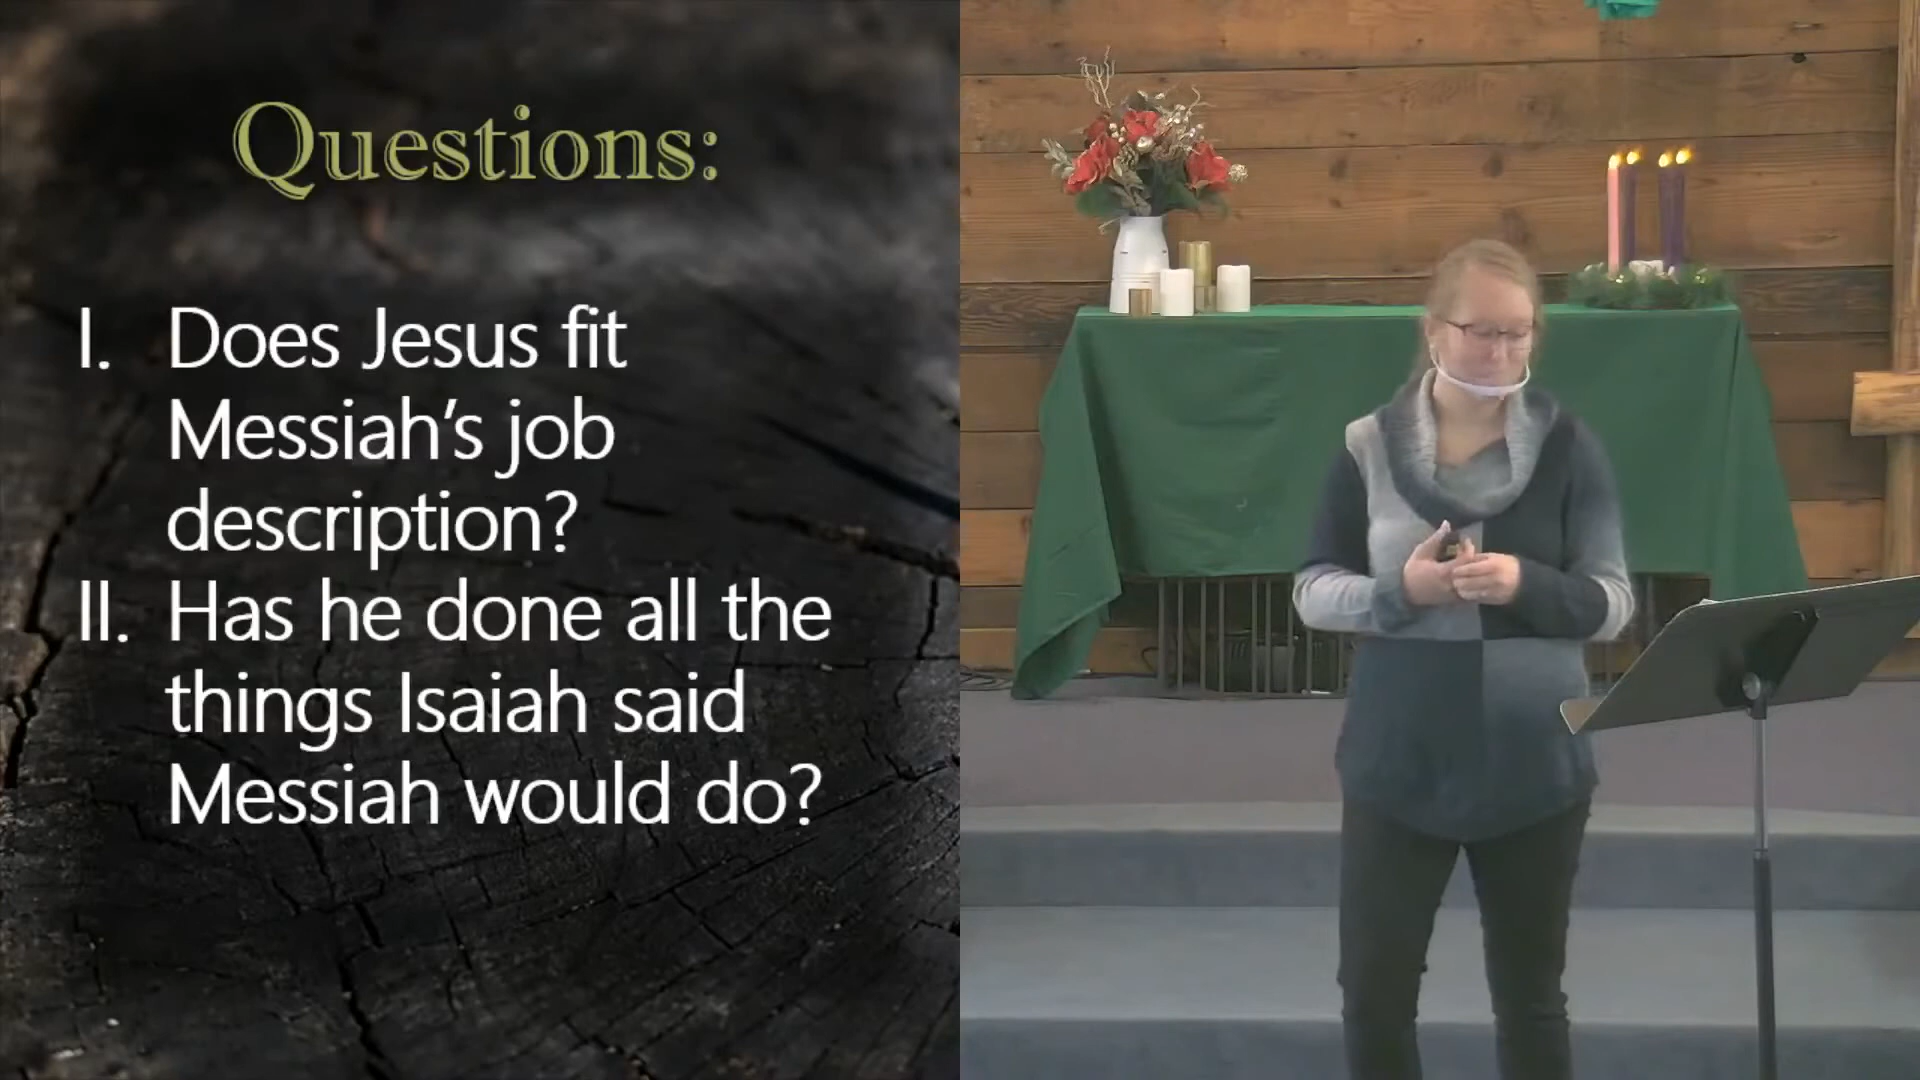 Questions:
I. Does Jesus fit
Messiah's job
description?
II. Has he done all the
things Isaiah said
Messiah would do?